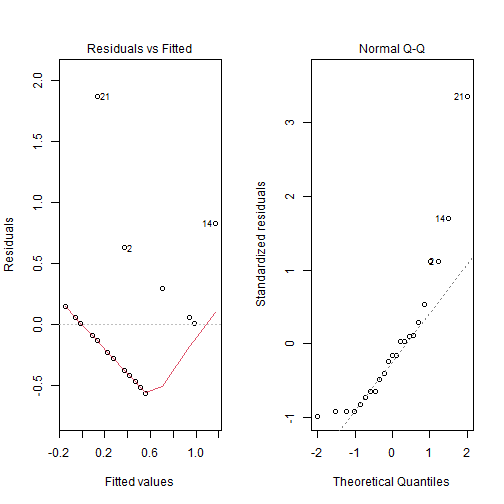 Residuals vs Fitted
Residuals
2.0
1.5
1.0
0.5
0.0
-0.5
21
14
2
-0.2 0.2 0.6 1.0
Fitted values
Normal Q-Q
Standardized residuals
3
2
1
0
-1
21
14
2
-2 -1 0 1 2
Theoretical Quantiles